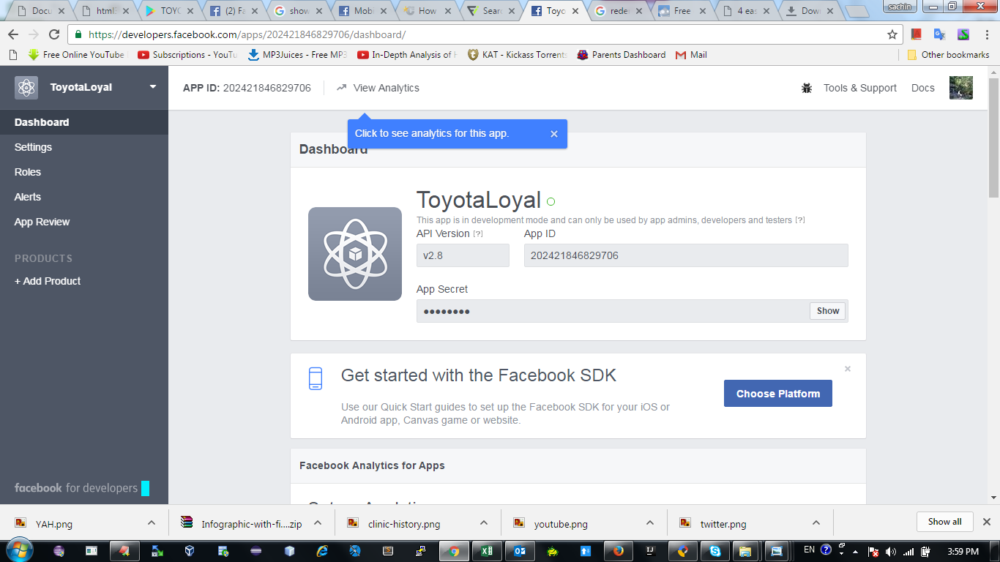 Docu
html
TOYO
(2) Fa
show
Mobi
How
Sear
Toyo
rede
Free
4 eas
Dow
sachin
https://developers.facebook.com/apps/202421846829706/dashboard/
Free Online YouTube
Subscriptions - YouTu
MP3Juices - Free MP3
In-Depth Analysis of H
KAT - Kickass Torrents
Parents Dashboard
Mail
Other bookmarks
ToyotaLoyal
APP ID: 202421846829706
View Analytics
Tools & Support
Docs
Dashboard
Settings
Roles
Alerts
App Review
PRODUCTS
+ Add Product
facebook for developers
Click to see analytics for this app.
Dashboard
ToyotaLoyal
This app is in development mode and can only be used by app admins, developers and testers [?]
API Version [?]
App ID
v2.8
202421846829706
App Secret
●●●●●●●●
Show
Get started with the Facebook SDK
Use our Quick Start guides to set up the Facebook SDK for your iOS or
Android app, Canvas game or website.
Choose Platform
Facebook Analytics for Apps
YAH.png
Infographic-with-fi....zip
clinic-history.png
youtube.png
twitter.png
Show all
EN
3:59 PM